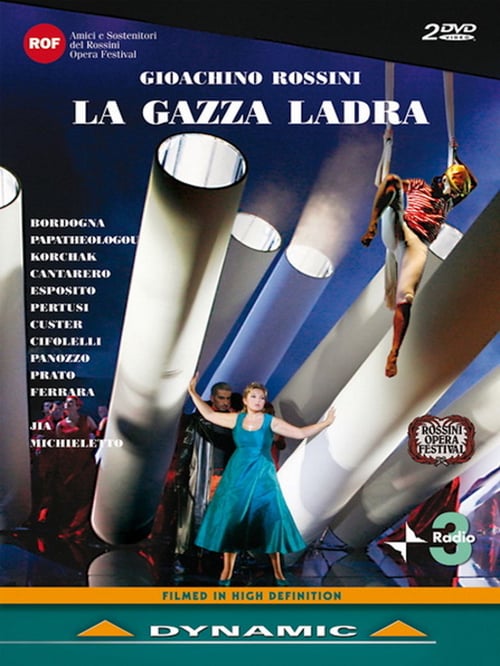 ROF
Amici e Sostenitori
del Rossini
Opera Festival
2DVD
VIDEO
GIOACHINO ROSSINI
LA GAZZA LADRA
BORDOGNA
PAPATHEOLOGOU
KORCHAK
CANTARERO
ESPOSITO
PERTUSI
CUSTER
CIFOLELLI
PANOZZO
PRATO
FERRARA
JIA
MICHIELETTO
ROSSINI
OPERA
FESTIVAL
Radio 3
FILMED IN HIGH DEFINITION
DYNAMIC